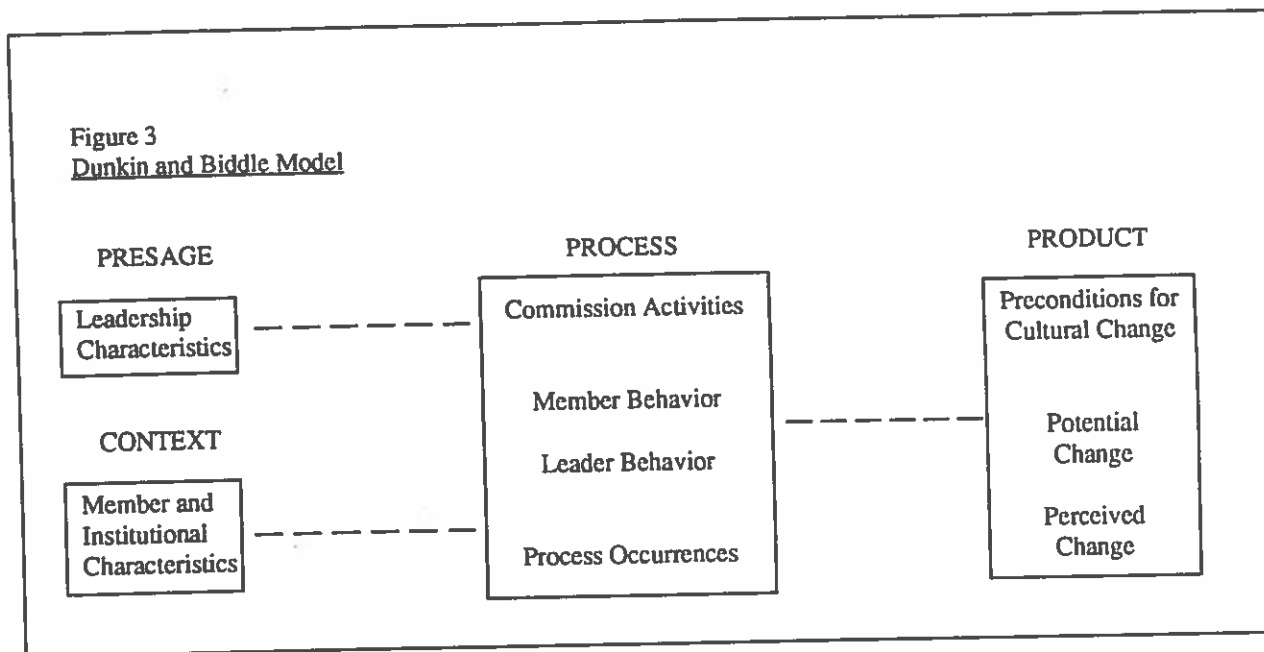 Figure 3
Dunkin and Biddle Model
PRESAGE
Leadership
Characteristics
CONTEXT
Member and
Institutional
Characteristics
PROCESS
Commission Activities
Member Behavior
Leader Behavior
Process Occurrences
PRODUCT
Preconditions for
Cultural Change
Potential
Change
Perceived
Change